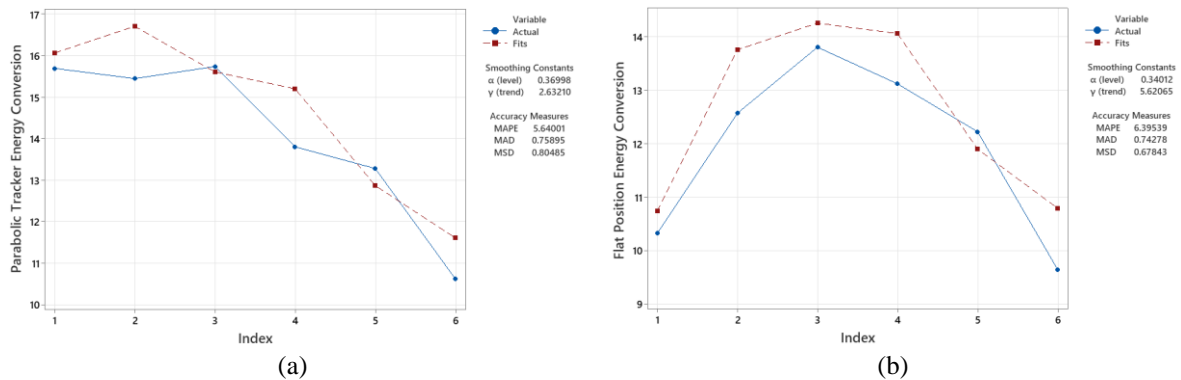 Parabolic Tracker Energy Conversion
17
16
15
14
13
12
11
10
1 2 3 4 5 6
Index
Variable
Actual
Fits
Smoothing Constants
α (level) 0.36998
γ (trend) 2.63210
Accuracy Measures
MAPE 5.64001
MAD 0.75895
MSD 0.80485
(a)
Flat Position Energy Conversion
14
13
12
11
10
9
1 2 3 4 5 6
Index
Variable
Actual
Fits
Smoothing Constants
α (level) 0.34012
γ (trend) 5.62065
Accuracy Measures
MAPE 6.39539
MAD 0.74278
MSD 0.67843
(b)